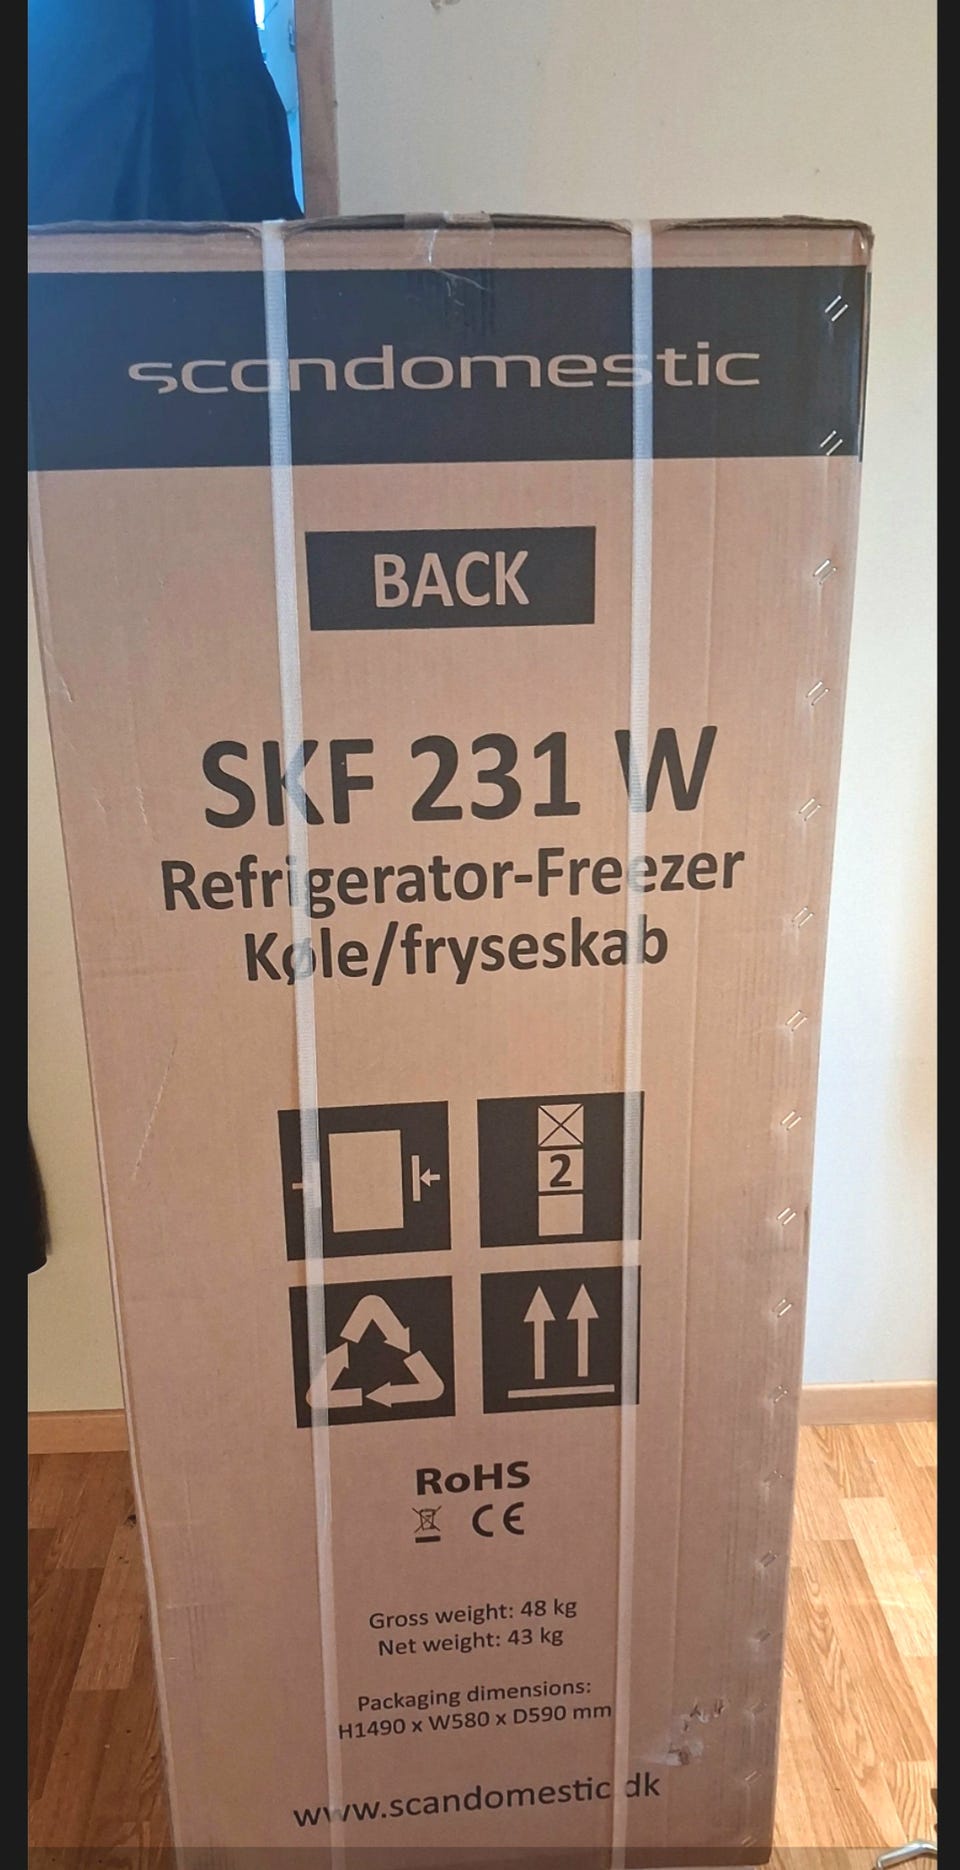 scandomestic
BACK
SKF 231 W
Refrigerator-Freezer
Køle/fryseskab
2
RoHS
CE
Gross weight: 48 kg
Net weight: 43 kg
Packaging dimensions:
H1490 x W580 x D590 mm
www.scandomestic.dk